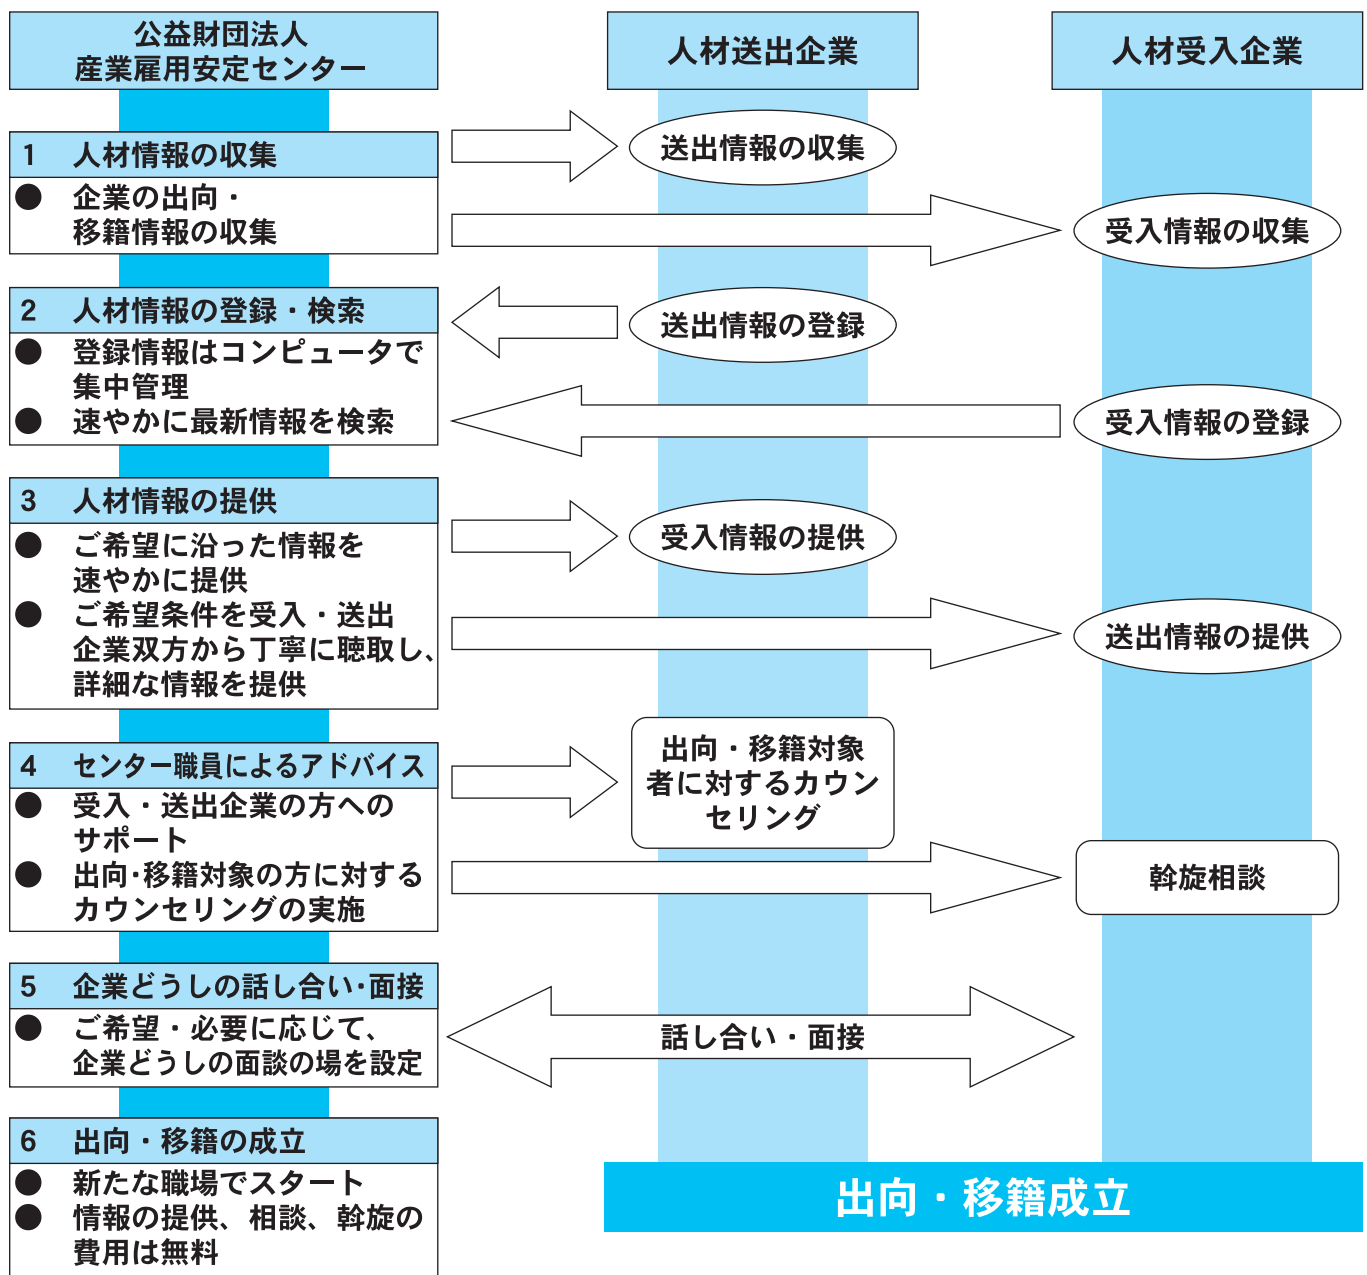 公益財団法人
産業雇用安定センター
人材送出企業
人材受入企業
1 人材情報の収集
● 企業の出向・
移籍情報の収集
送出情報の収集
受入情報の収集
2 人材情報の登録・検索
● 登録情報はコンピュータで
集中管理
● 速やかに最新情報を検索
送出情報の登録
受入情報の登録
3 人材情報の提供
● ご希望に沿った情報を
速やかに提供
● ご希望条件を受入・送出
企業双方から丁寧に聴取し、
詳細な情報を提供
受入情報の提供
送出情報の提供
4 センター職員によるアドバイス
● 受入・送出企業の方への
サポート
● 出向・移籍対象の方に対する
カウンセリングの実施
出向・移籍対象
者に対するカウン
セリング
斡旋相談
5 企業どうしの話し合い・面接
● ご希望・必要に応じて、
企業どうしの面談の場を設定
話し合い・面接
6 出向・移籍の成立
● 新たな職場でスタート
● 情報の提供、相談、斡旋の
費用は無料
出向・移籍成立